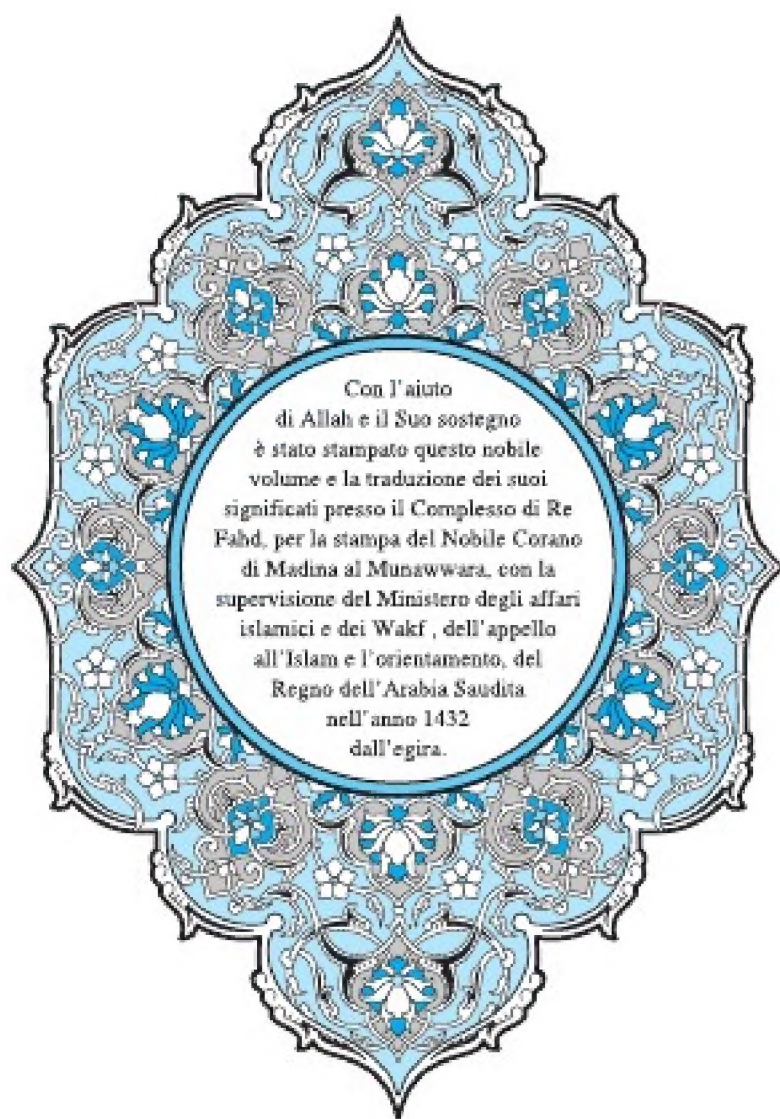 Con l'aiuto
di Allah e il Suo sostegno
è stato stampato questo nobile
volume e la traduzione dei suoi
significati presso il Complesso di Re
Fahd, per la stampa del Nobile Corano
di Madina al Munawwara, con la
supervisione del Ministero degli affari
islamici e dei Wakf , dell'appello
all'Islam e l'orientamento, del
Regno dell'Arabia Saudita
nell'anno 1432
dall'egira.